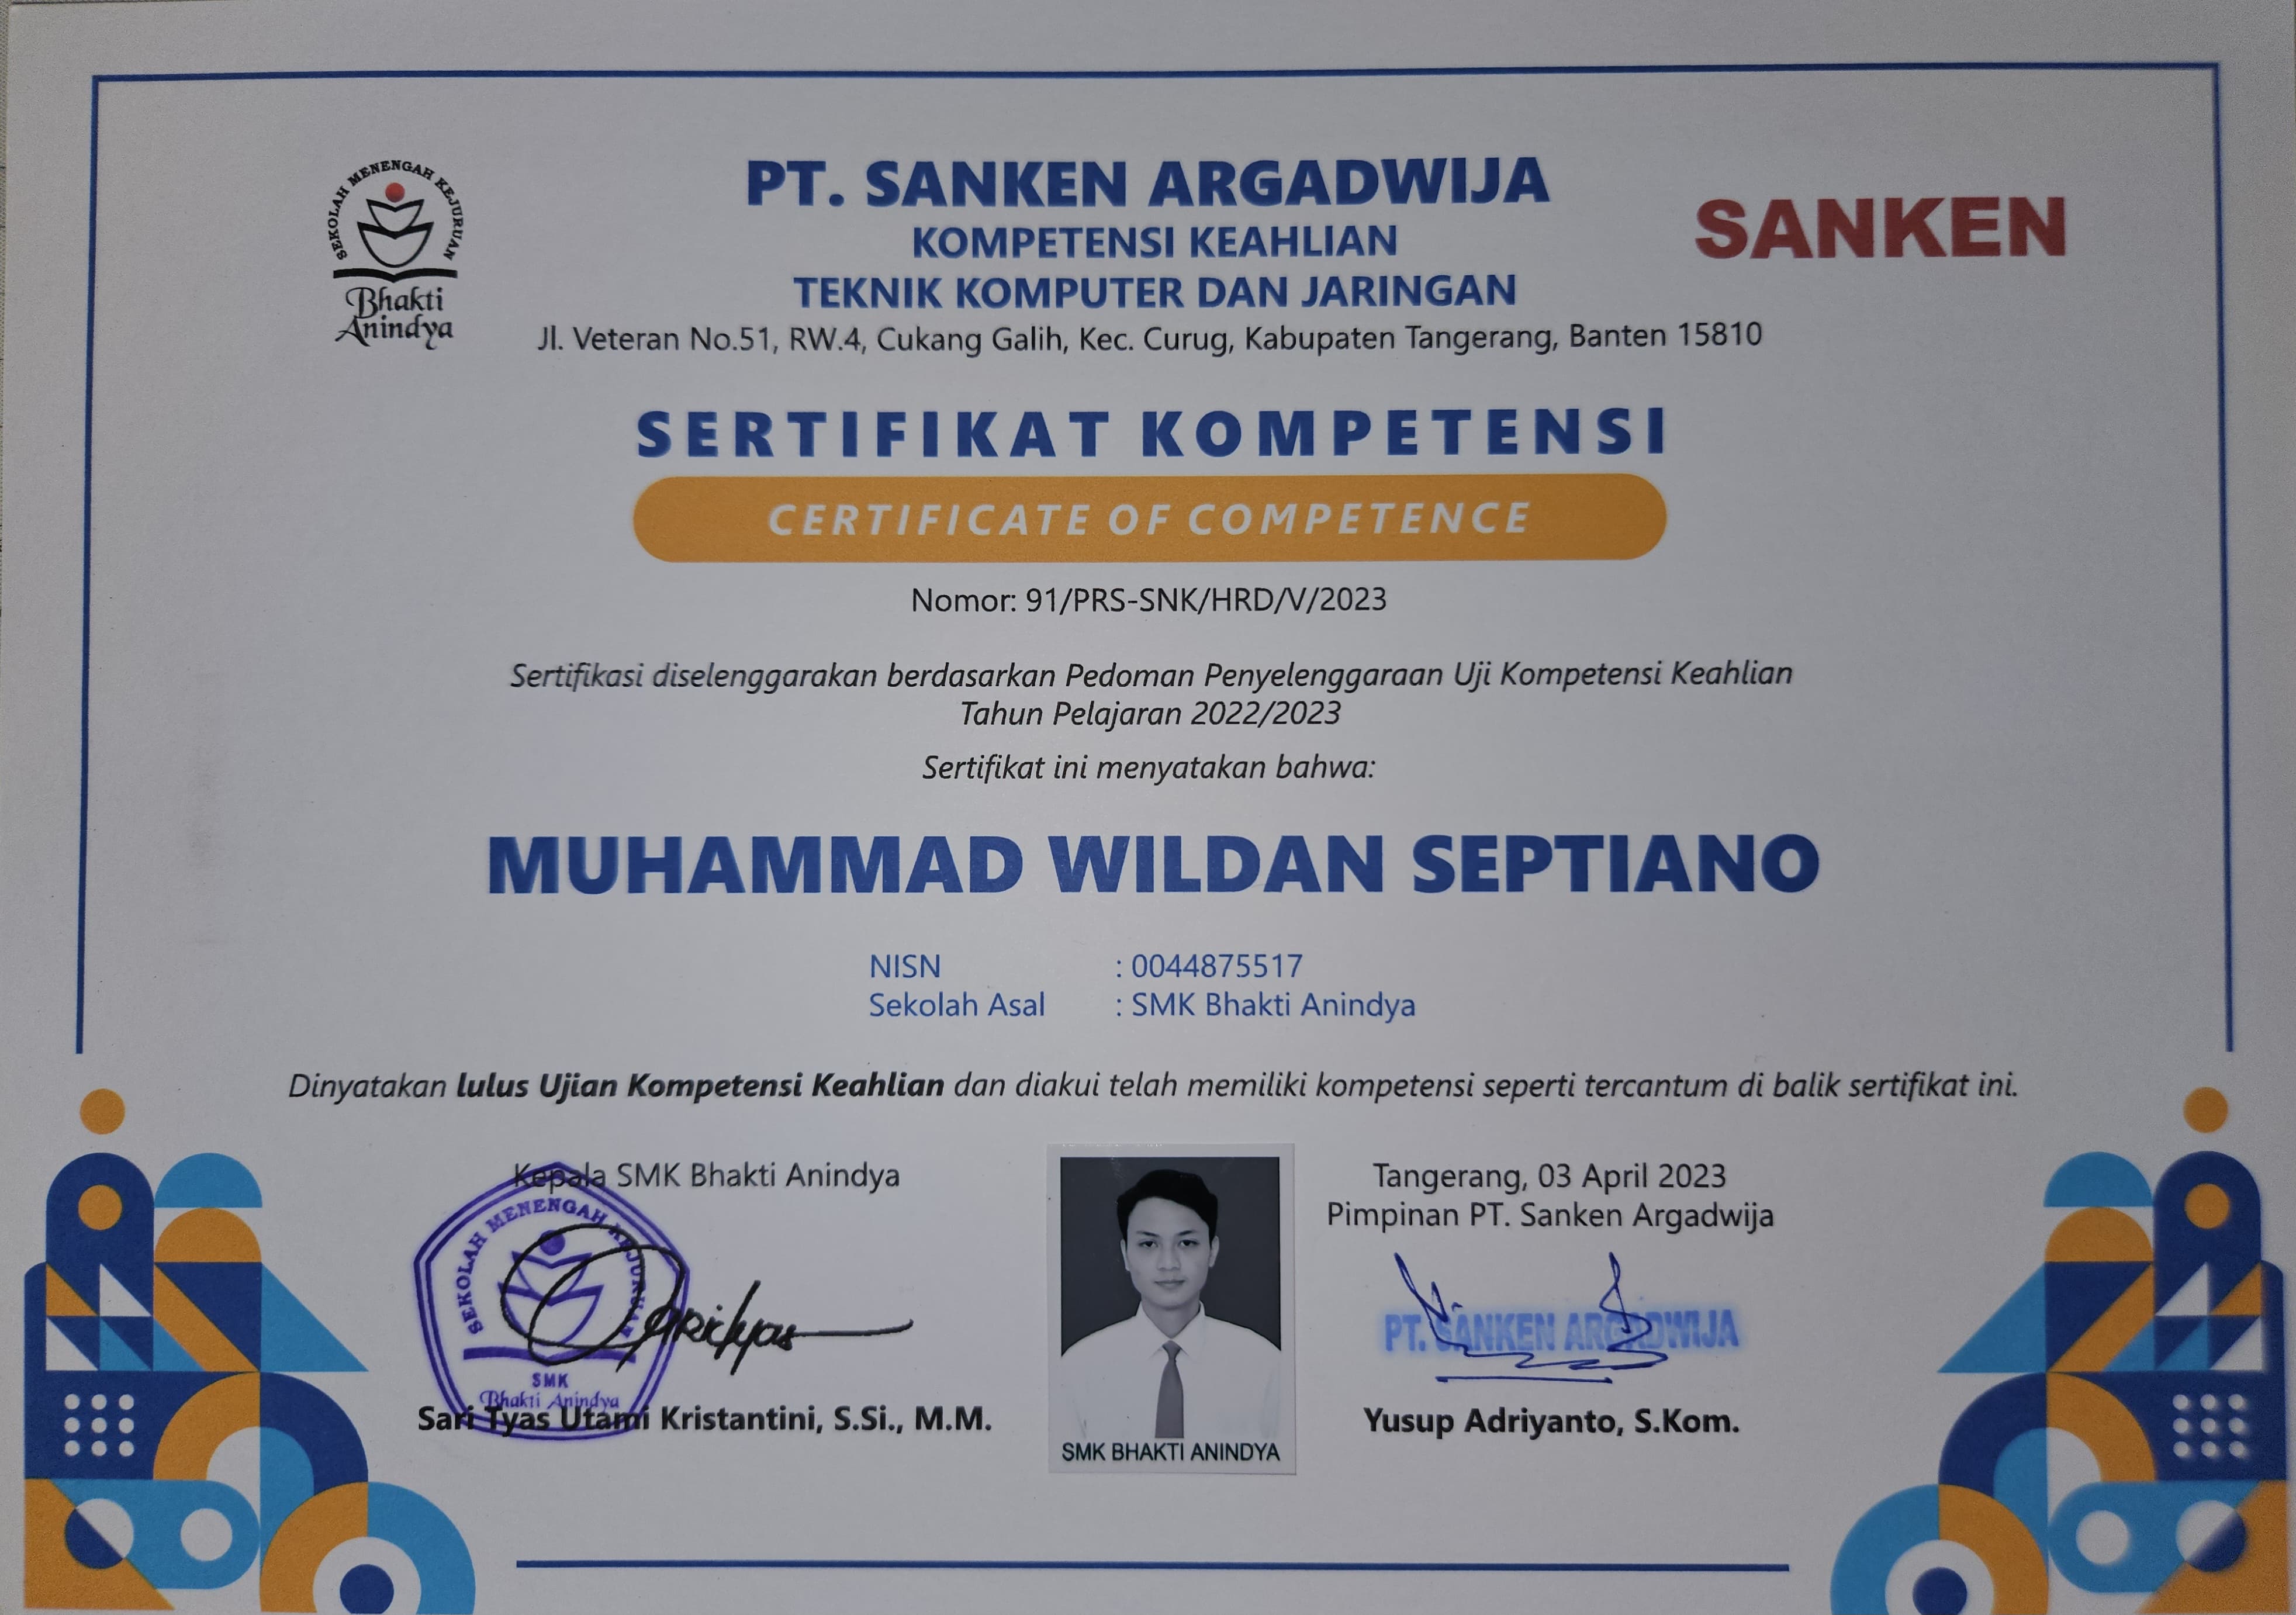 SEKOLAH MENENGAH KEJURUAN
Bhakti
Anindya
PT. SANKEN ARGADWIJA
KOMPETENSI KEAHLIAN
TEKNIK KOMPUTER DAN JARINGAN
Jl. Veteran No.51, RW.4, Cukang Galih, Kec. Curug, Kabupaten Tangerang, Banten 15810
SANKEN
SERTIFIKAT KOMPETENSI
CERTIFICATE OF COMPETENCE
Nomor: 91/PRS-SNK/HRD/V/2023
Sertifikasi diselenggarakan berdasarkan Pedoman Penyelenggaraan Uji Kompetensi Keahlian
Tahun Pelajaran 2022/2023
Sertifikat ini menyatakan bahwa:
MUHAMMAD WILDAN SEPTIANO
NISN : 0044875517
Sekolah Asal : SMK Bhakti Anindya
Dinyatakan lulus Ujian Kompetensi Keahlian dan diakui telah memiliki kompetensi seperti tercantum di balik sertifikat ini.
Kepala SMK Bhakti Anindya
SEKOLAH MENENGAH KEJURUAN
SMK
Bhakti Anindya
Sari Tyas Utami Kristantini, S.Si., M.M.
SMK BHAKTI ANINDYA
Tangerang, 03 April 2023
Pimpinan PT. Sanken Argadwija
PT. SANKEN ARGADWIJA
Yusup Adriyanto, S.Kom.